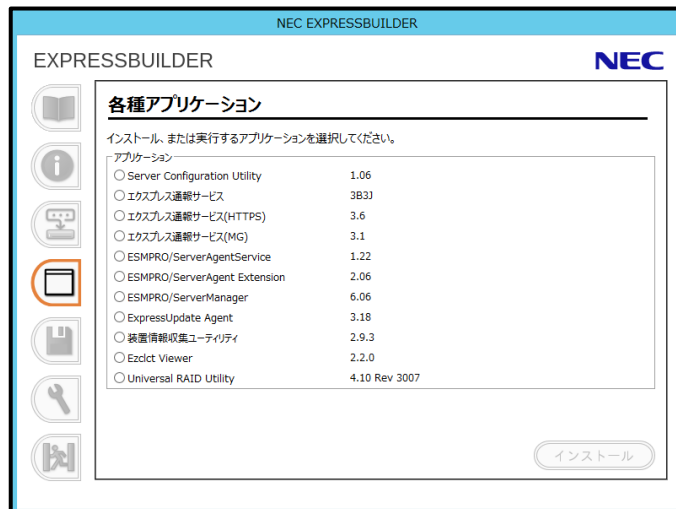 NEC EXPRESSBUILDER
EXPRESSBUILDER
NEC
各種アプリケーション
インストール、または実行するアプリケーションを選択してください。
アプリケーション
Server Configuration Utility 1.06
エクスプレス通報サービス 3B3J
エクスプレス通報サービス(HTTPS) 3.6
エクスプレス通報サービス(MG) 3.1
ESMPRO/ServerAgentService 1.22
ESMPRO/ServerAgent Extension 2.06
ESMPRO/ServerManager 6.06
ExpressUpdate Agent 3.18
装置情報収集ユーティリティ 2.9.3
Ezclct Viewer 2.2.0
Universal RAID Utility 4.10 Rev 3007
インストール